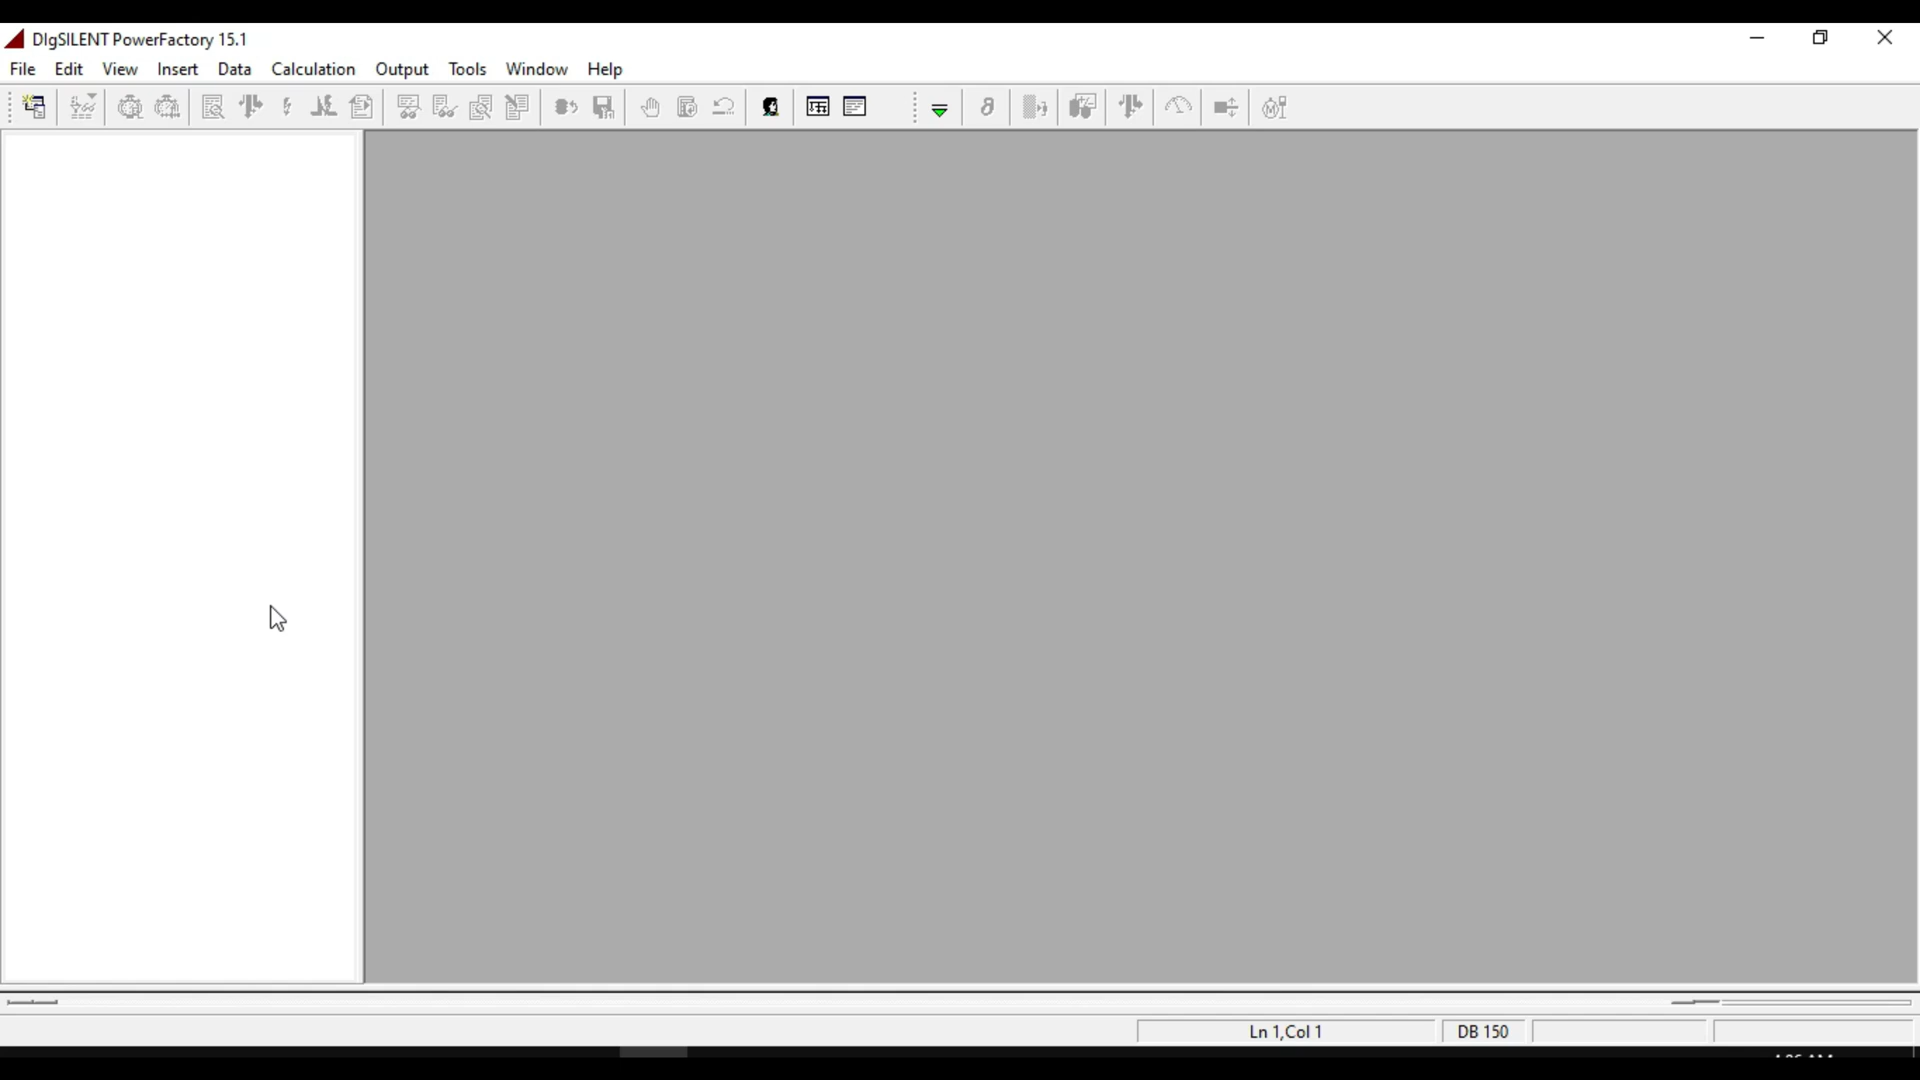 DIgSILENT PowerFactory 15.1
File Edit View Insert Data Calculation Output Tools Window Help
Ln 1,Col 1 DB 150